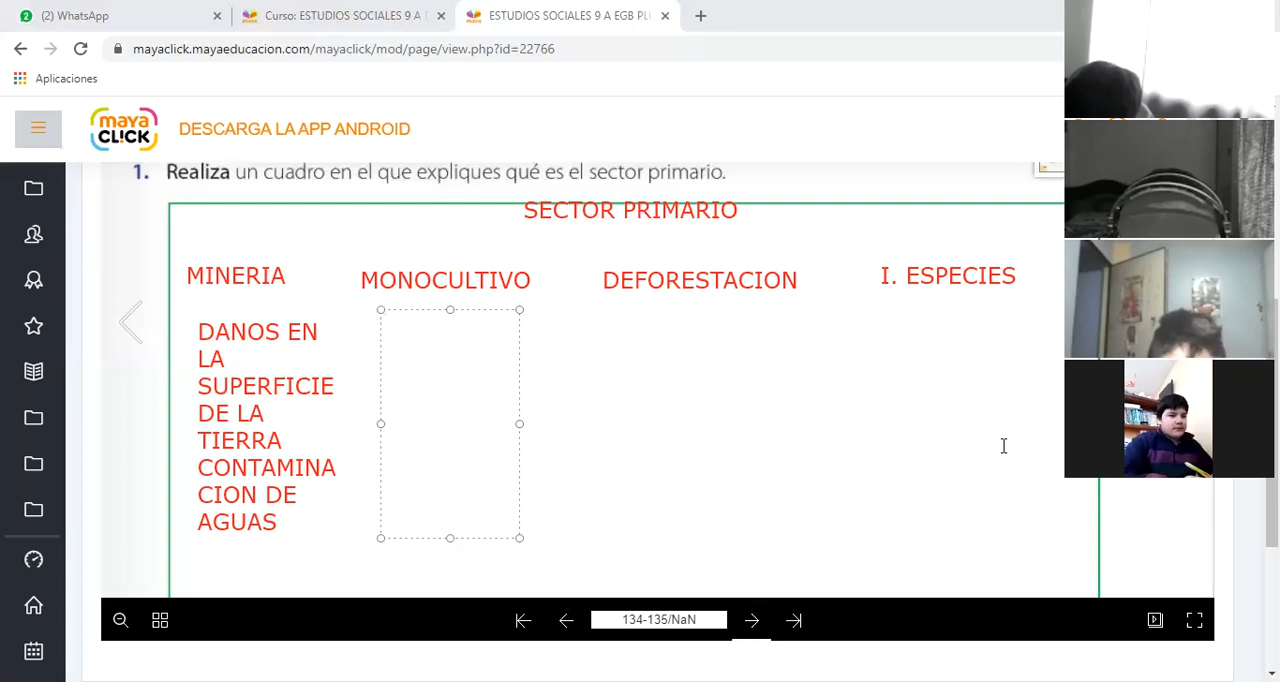 (2) WhatsApp
Curso: ESTUDIOS SOCIALES 9 A
ESTUDIOS SOCIALES 9 A EGB PL
mayaclick.mayaeducacion.com/mayaclick/mod/page/view.php?id=22766
Aplicaciones
maya CLICK
DESCARGA LA APP ANDROID
1. Realiza un cuadro en el que expliques qué es el sector primario.
SECTOR PRIMARIO
MINERIA
MONOCULTIVO
DEFORESTACION
I. ESPECIES
DANOS EN
LA
SUPERFICIE
DE LA
TIERRA
CONTAMINA
CION DE
AGUAS
134-135/NaN